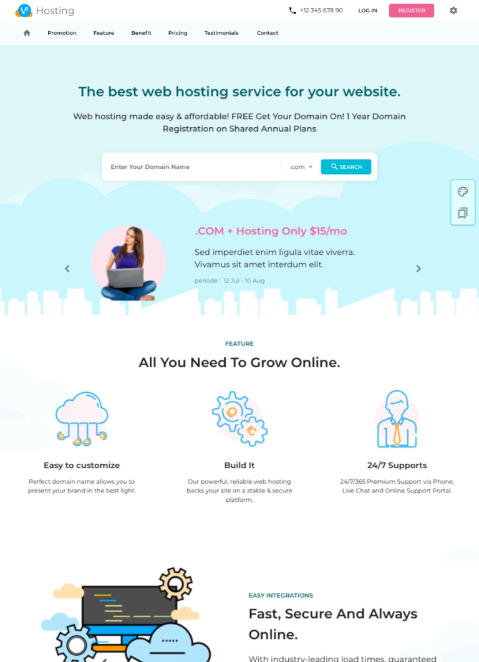 Hosting
+12 345 678 90
LOG IN
REGISTER
Promotion
Feature
Benefit
Pricing
Testimonials
Contact
The best web hosting service for your website.
Web hosting made easy & affordable! FREE Get Your Domain On! 1 Year Domain
Registration on Shared Annual Plans
Enter Your Domain Name
.com
SEARCH
.COM + Hosting Only $15/mo
Sed imperdiet enim ligula vitae viverra.
Vivamus sit amet interdum elit.
periode : 12 Jul - 10 Aug
FEATURE
All You Need To Grow Online.
Easy to customize
Perfect domain name allows you to
present your brand in the best light.
Build It
Our powerful, reliable web hosting
backs your site on a stable & secure
platform.
24/7 Supports
24/7/365 Premium Support via Phone,
Live Chat and Online Support Portal.
EASY INTEGRATIONS
Fast, Secure And Always
Online.
With industry-leading load times, guaranteed